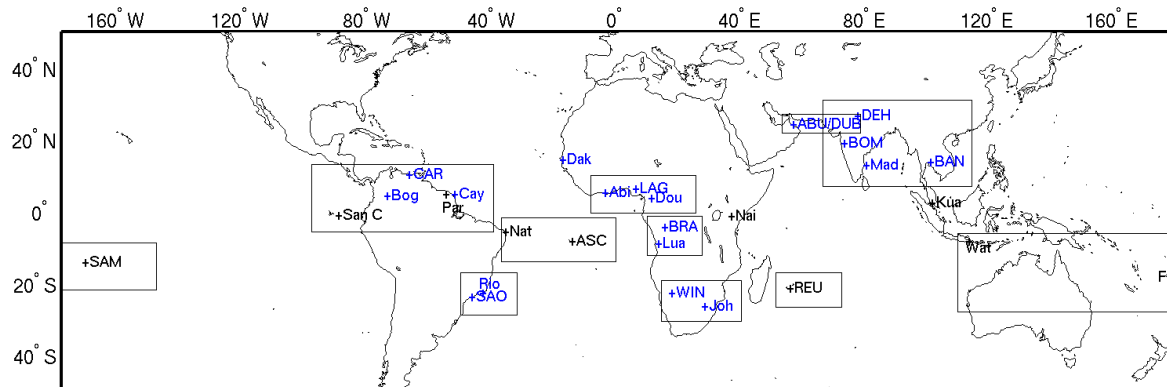 160° W 120° W 80° W 40° W 0° 40° E 80° E 120° E 160° E
40° N
20° N
0°
20° S
40° S
+DEH
+ABU/DUB
+BOM
+Dak
+Mad
+BAN
+CAR
+Bog
+Cay
Par
+Abi
+LAG
+Dou
+Kua
+San C
+Nai
+Nat
+BRA
+Lua
+ASC
Wat
+SAM
F
+REU
Rio
+SAO
+WIN
+Joh